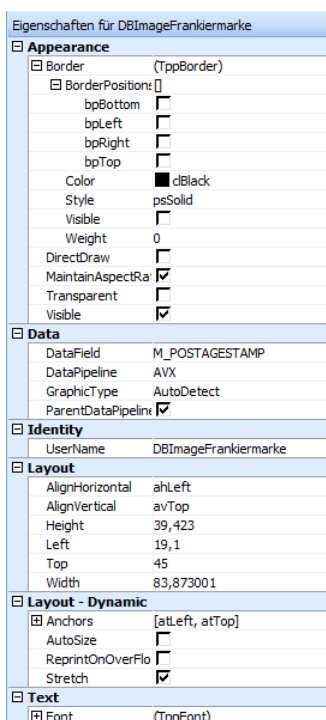 Eigenschaften für DBImageFrankiermarke
Appearance
Border (TppBorder)
BorderPositions []
bpBottom
bpLeft
bpRight
bpTop
Color clBlack
Style psSolid
Visible
Weight 0
DirectDraw
MaintainAspectRat
Transparent
Visible
Data
DataField M_POSTAGESTAMP
DataPipeline AVX
GraphicType AutoDetect
ParentDataPipeline
Identity
UserName DBImageFrankiermarke
Layout
AlignHorizontal ahLeft
AlignVertical avTop
Height 39,423
Left 19,1
Top 45
Width 83,873001
Layout - Dynamic
Anchors [atLeft, atTop]
AutoSize
ReprintOnOverFlo
Stretch
Text
Font (TppFont)